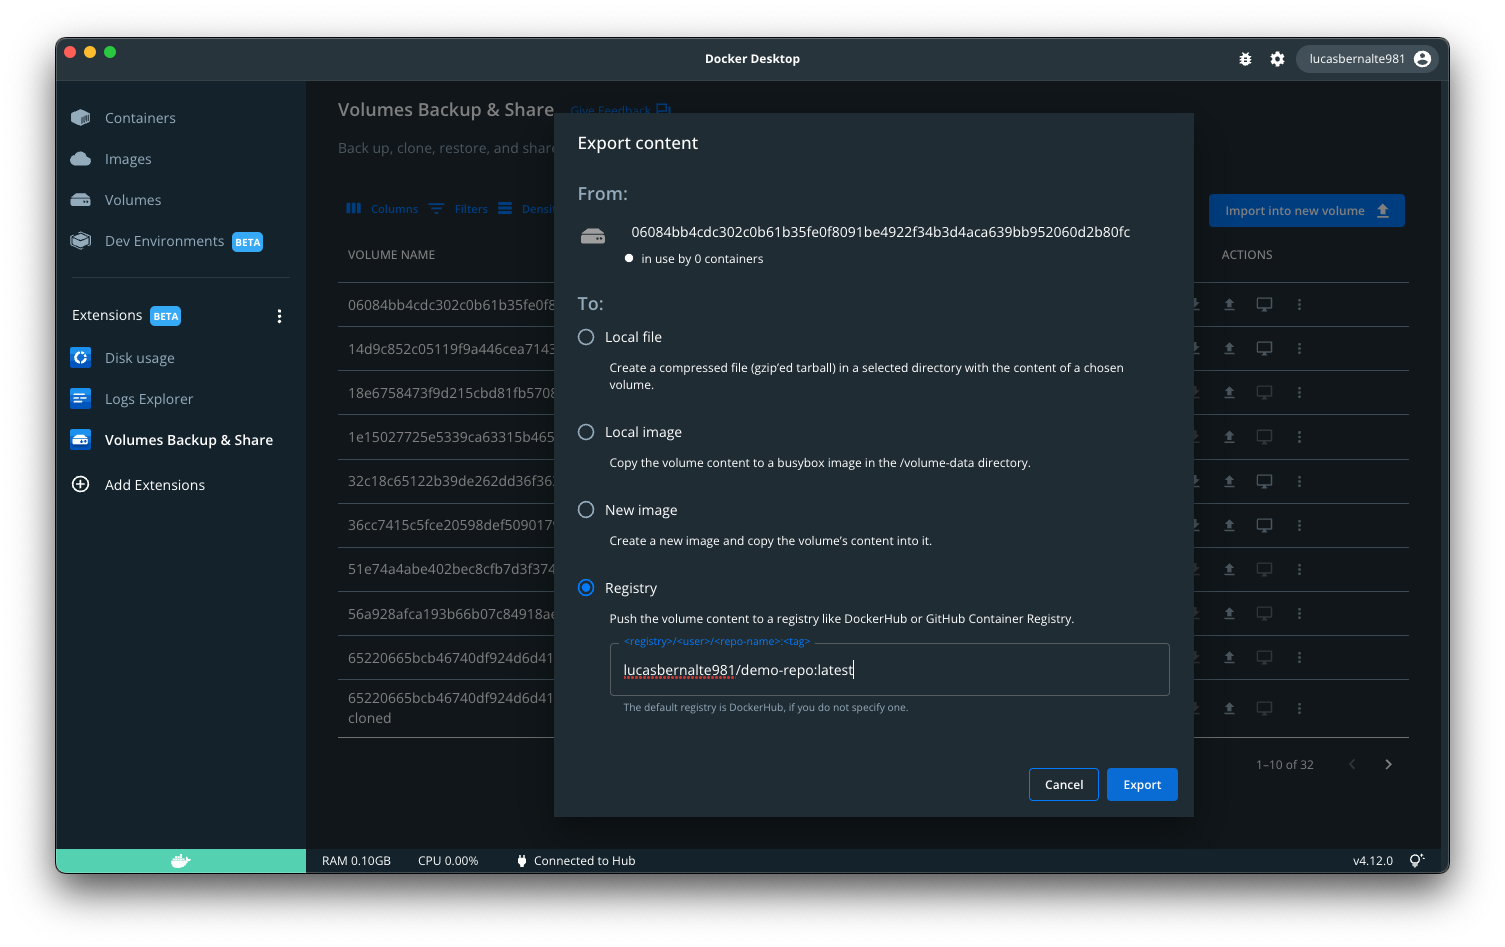 Docker Desktop
lucasbernalte981
Containers
Images
Volumes
Dev Environments BETA
Extensions BETA
Disk usage
Logs Explorer
Volumes Backup & Share
Add Extensions
Volumes Backup & Share Give Feedback
Back up, clone, restore, and shar
Columns Filters
Import into new volume
VOLUME NAME
ACTIONS
06084bb4cdc302c0b61b35fe0f8
14d9c852c05119f9a446cea7143
18e6758473f9d215cbd81fb5708
1e15027725e5339ca63315b465
32c18c65122b39de262dd36f36
36cc7415c5fce20598def509017
51e74a4abe402bec8cfb7d3f374
56a928afca193b66b07c84918a
65220665bcb46740df924d6d41
65220665bcb46740df924d6d41
cloned
1–10 of 32
Export content
From:
06084bb4cdc302c0b61b35fe0f8091be4922f34b3d4aca639bb952060d2b80fc
in use by 0 containers
To:
Local file
Create a compressed file (gzip'ed tarball) in a selected directory with the content of a chosen
volume.
Local image
Copy the volume content to a busybox image in the /volume-data directory.
New image
Create a new image and copy the volume's content into it.
Registry
Push the volume content to a registry like DockerHub or GitHub Container Registry.
<registry>/<user>/<repo-name>:<tag>
lucasbernalte981/demo-repo:latest
The default registry is DockerHub, if you do not specify one.
Cancel
Export
RAM 0.10GB CPU 0.00% Connected to Hub
v4.12.0